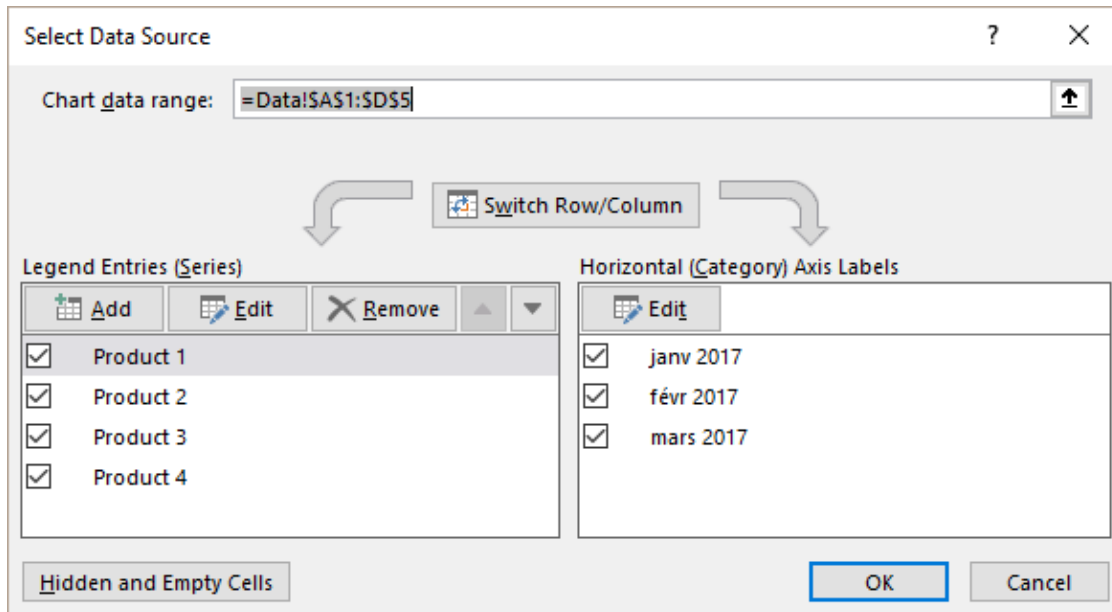 Select Data Source
?
Chart data range: =Data!$A$1:$D$5
Switch Row/Column
Legend Entries (Series)
Add Edit Remove
Product 1
Product 2
Product 3
Product 4
Horizontal (Category) Axis Labels
Edit
janv 2017
févr 2017
mars 2017
Hidden and Empty Cells
OK Cancel